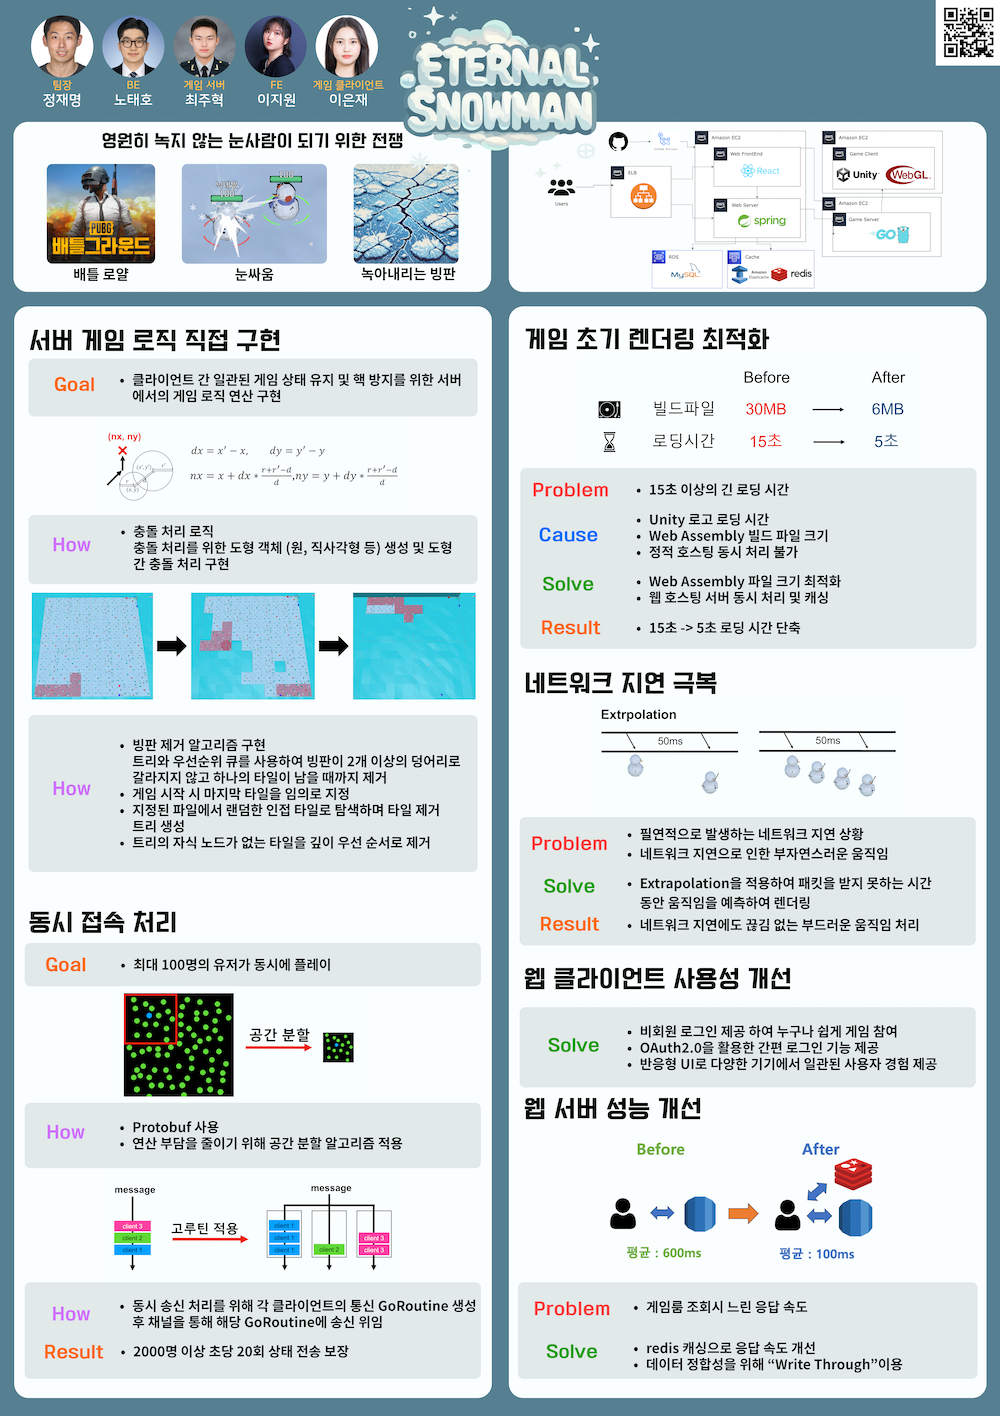 ETERNAL
SNOWMAN
팀장
정재명
BE
노태호
게임 서버
최주혁
FE
이지원
게임 클라이언트
이은재
영원히 녹지 않는 눈사람이 되기 위한 전쟁
PUBG
배틀그라운드
배틀 로얄
눈싸움
녹아내리는 빙판
Users
ELB
Amazon EC2
Web FrontEnd
React
Web Server
spring
Amazon EC2
Game Client
Unity
WebGL
Amazon EC2
Game Server
GO
RDS
MySQL
Cache
Amazon
ElastiCache
redis
서버 게임 로직 직접 구현
Goal
• 클라이언트 간 일관된 게임 상태 유지 및 핵 방지를 위한 서버
에서의 게임 로직 연산 구현
(nx, ny)
(x', y')
r'
r
(x, y)
dx = x' − x, dy = y' − y
nx = x + dx * (r+r'−d)/d, ny = y + dy * (r+r'−d)/d
How
• 충돌 처리 로직
충돌 처리를 위한 도형 객체 (원, 직사각형 등) 생성 및 도형
간 충돌 처리 구현
How
• 빙판 제거 알고리즘 구현
트리와 우선순위 큐를 사용하여 빙판이 2개 이상의 덩어리로
갈라지지 않고 하나의 타일이 남을 때까지 제거
• 게임 시작 시 마지막 타일을 임의로 지정
• 지정된 파일에서 랜덤한 인접 타일로 탐색하며 타일 제거
트리 생성
• 트리의 자식 노드가 없는 타일을 깊이 우선 순서로 제거
동시 접속 처리
Goal
• 최대 100명의 유저가 동시에 플레이
공간 분할
How
• Protobuf 사용
• 연산 부담을 줄이기 위해 공간 분할 알고리즘 적용
message
client 3
client 2
client 1
고루틴 적용
message
client 1
client 1
client 1
client 2
client 3
client 3
How
• 동시 송신 처리를 위해 각 클라이언트의 통신 GoRoutine 생성
후 채널을 통해 해당 GoRoutine에 송신 위임
Result
• 2000명 이상 초당 20회 상태 전송 보장
게임 초기 렌더링 최적화
Before After
빌드파일 30MB 6MB
로딩시간 15초 5초
Problem
• 15초 이상의 긴 로딩 시간
Cause
• Unity 로고 로딩 시간
• Web Assembly 빌드 파일 크기
• 정적 호스팅 동시 처리 불가
Solve
• Web Assembly 파일 크기 최적화
• 웹 호스팅 서버 동시 처리 및 캐싱
Result
• 15초 -> 5초 로딩 시간 단축
네트워크 지연 극복
Extrpolation
50ms
50ms
Problem
• 필연적으로 발생하는 네트워크 지연 상황
• 네트워크 지연으로 인한 부자연스러운 움직임
Solve
• Extrapolation을 적용하여 패킷을 받지 못하는 시간
동안 움직임을 예측하여 렌더링
Result
• 네트워크 지연에도 끊김 없는 부드러운 움직임 처리
웹 클라이언트 사용성 개선
Solve
• 비회원 로그인 제공 하여 누구나 쉽게 게임 참여
• OAuth2.0을 활용한 간편 로그인 기능 제공
• 반응형 UI로 다양한 기기에서 일관된 사용자 경험 제공
웹 서버 성능 개선
Before
평균 : 600ms
After
평균 : 100ms
Problem
• 게임룸 조회시 느린 응답 속도
Solve
• redis 캐싱으로 응답 속도 개선
• 데이터 정합성을 위해 “Write Through”이용